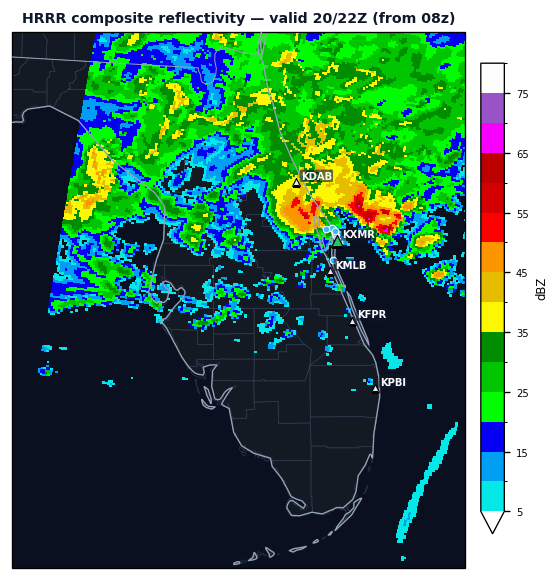 HRRR composite reflectivity — valid 20/22Z (from 08z)
KDAB
KXMR
KMLB
KFPR
KPBI
75
65
55
45
35
25
15
5
dBZ